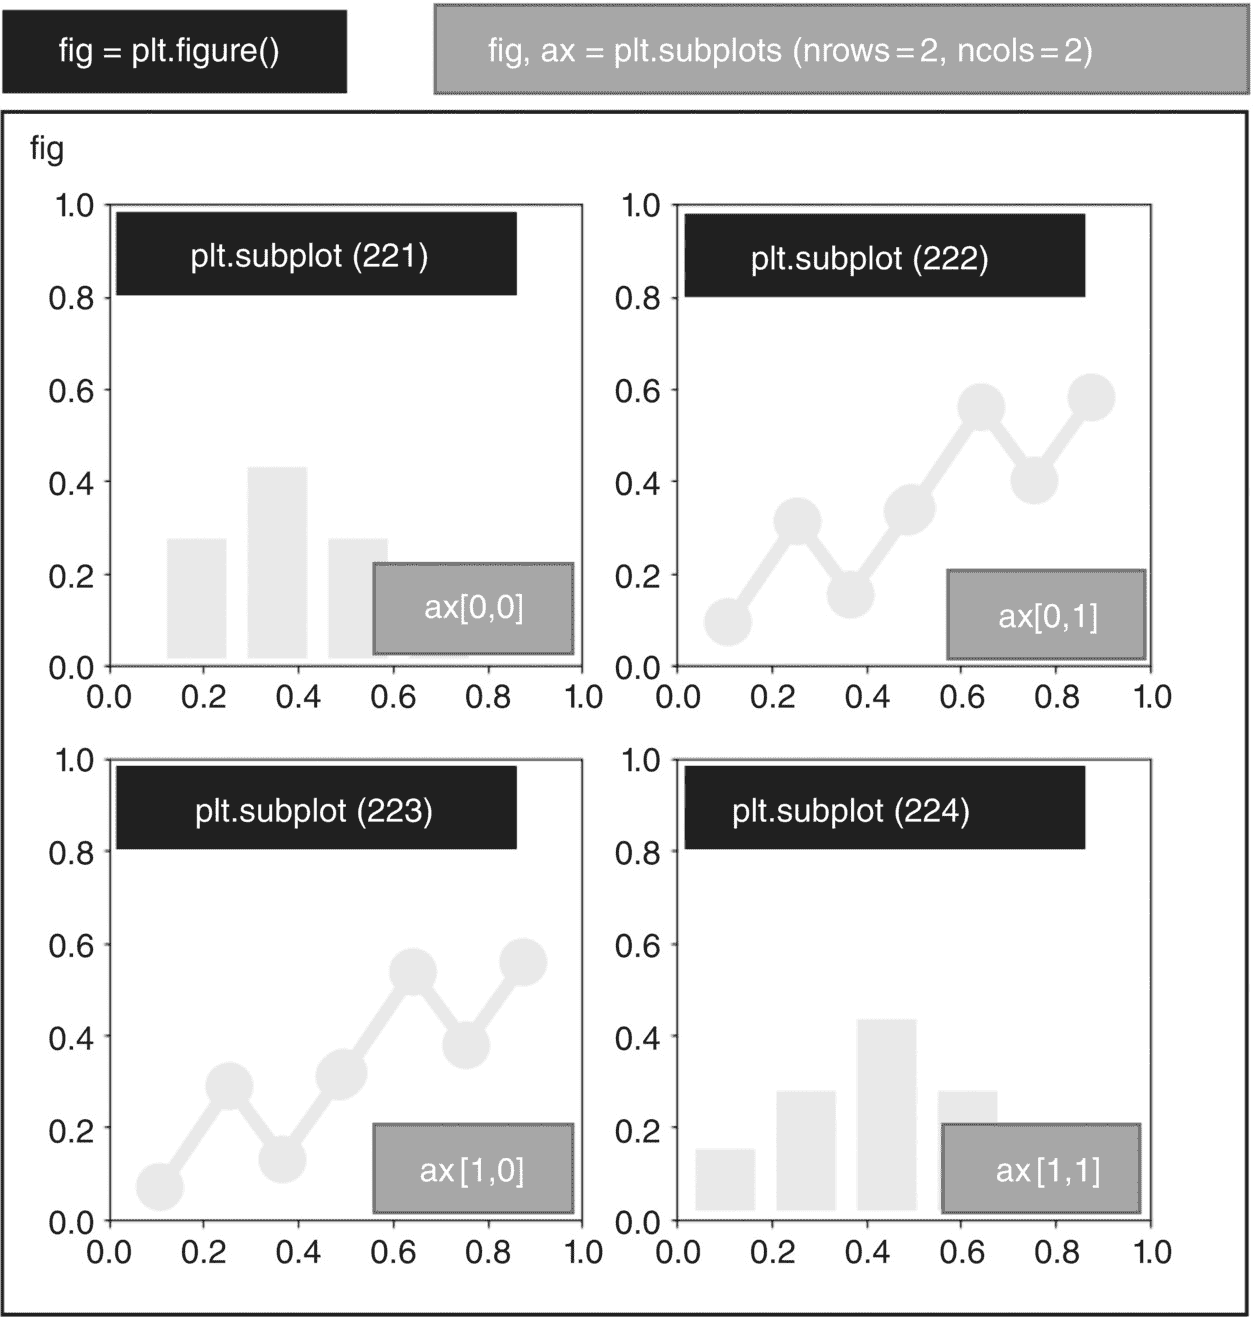 fig = plt.figure()
fig, ax = plt.subplots (nrows = 2, ncols = 2)
fig
1.0
0.8
0.6
0.4
0.2
0.0
plt.subplot (221)
ax[0,0]
0.0 0.2 0.4 0.6 0.8 1.0
1.0
0.8
0.6
0.4
0.2
0.0
plt.subplot (222)
ax[0,1]
0.0 0.2 0.4 0.6 0.8 1.0
1.0
0.8
0.6
0.4
0.2
0.0
plt.subplot (223)
ax [1,0]
0.0 0.2 0.4 0.6 0.8 1.0
1.0
0.8
0.6
0.4
0.2
0.0
plt.subplot (224)
ax [1,1]
0.0 0.2 0.4 0.6 0.8 1.0